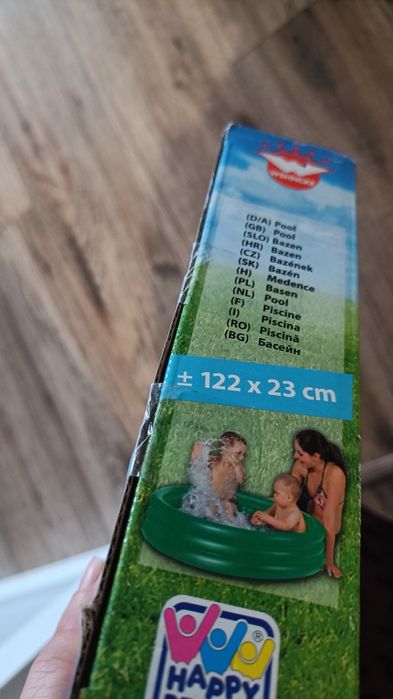 (D/A) Pool
(GB) Pool
(SLO) Bazen
(HR) Bazen
(CZ) Bazének
(SK) Bazén
(H) Medence
(PL) Basen
(NL) Pool
(F) Piscine
(I) Piscina
(RO) Piscină
(BG) Басейн
± 122 x 23 cm
®
HAPPY